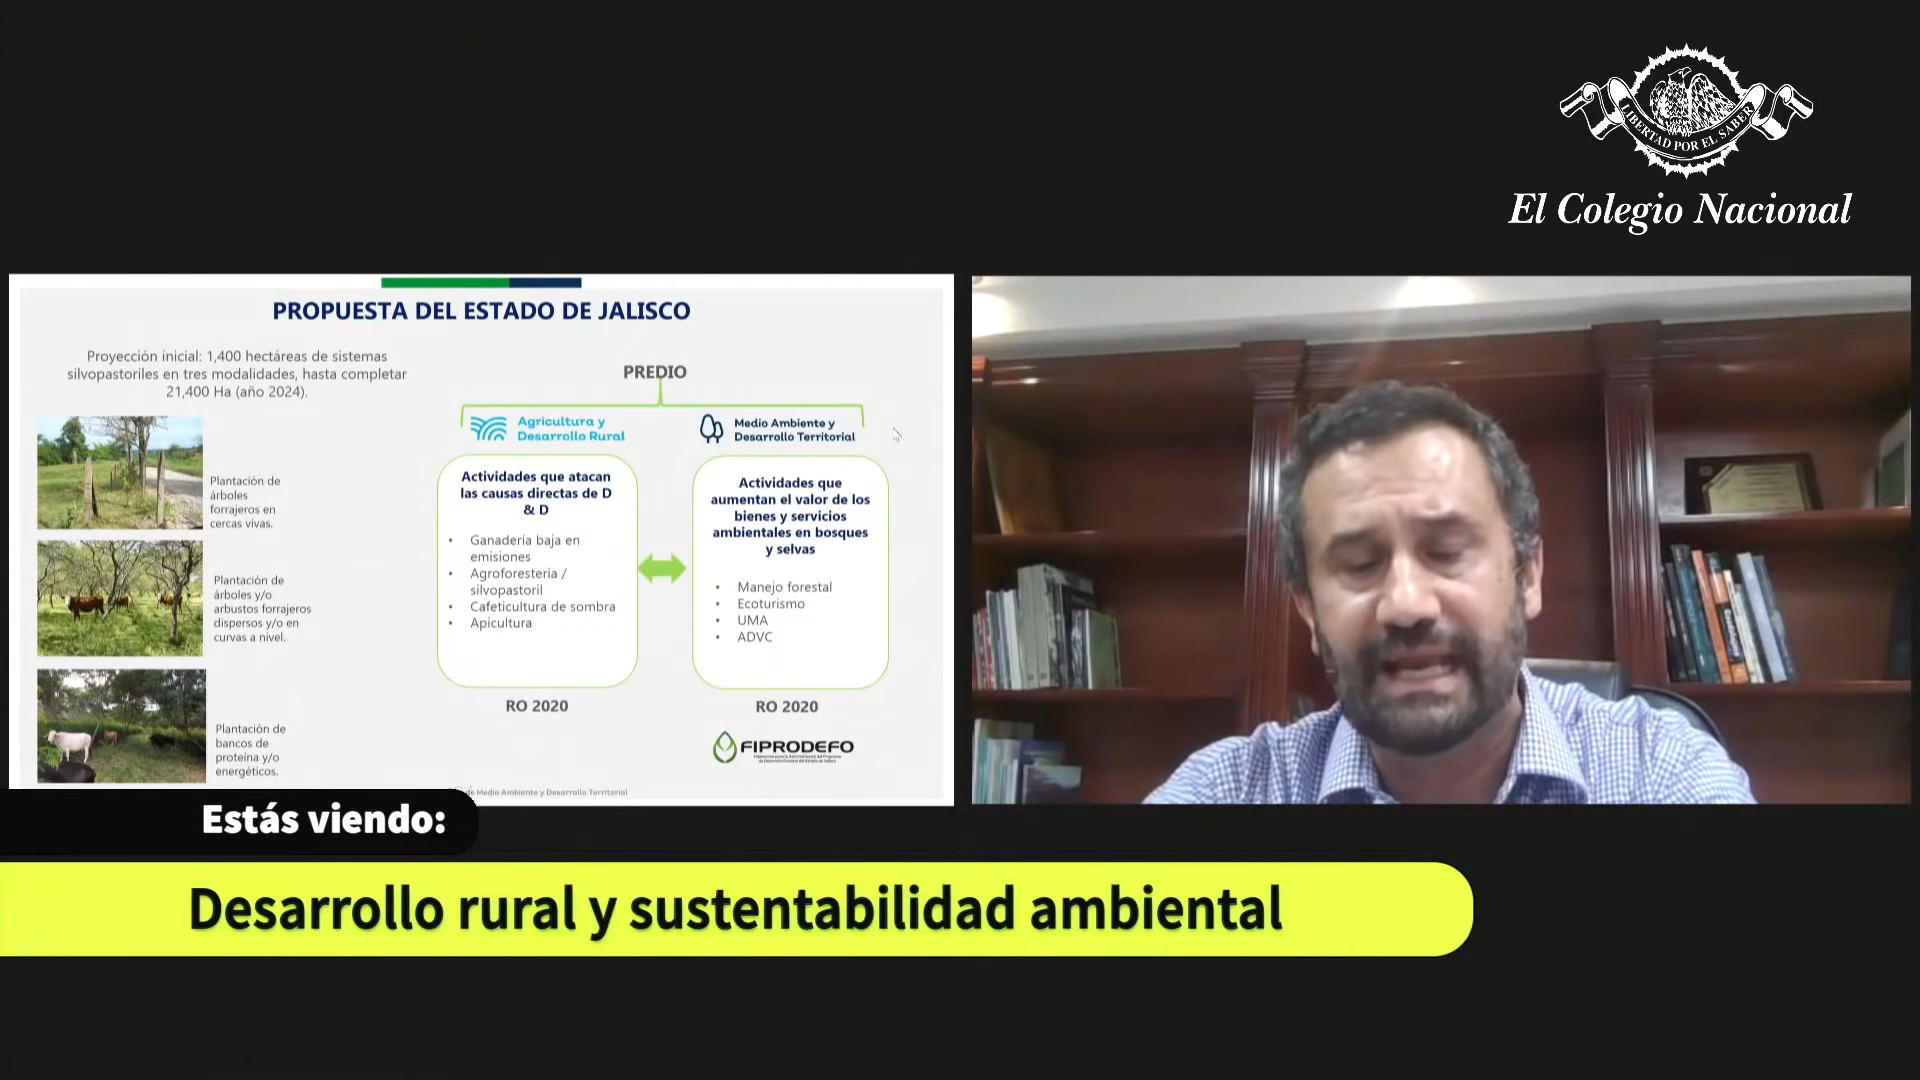 LIBERTAD POR EL SABER
El Colegio Nacional
PROPUESTA DEL ESTADO DE JALISCO
Proyección inicial: 1,400 hectáreas de sistemas
silvopastoriles en tres modalidades, hasta completar
21,400 Ha (año 2024).
Plantación de
árboles
forrajeros en
cercas vivas.
Plantación de
árboles y/o
arbustos forrajeros
dispersos y/o en
curvas a nivel.
Plantación de
bancos de
proteína y/o
energéticos.
PREDIO
Agricultura y
Desarrollo Rural
Actividades que atacan
las causas directas de D
& D
• Ganadería baja en
emisiones
• Agroforestería /
silvopastoril
• Cafeticultura de sombra
• Apicultura
RO 2020
Medio Ambiente y
Desarrollo Territorial
Actividades que
aumentan el valor de los
bienes y servicios
ambientales en bosques
y selvas
• Manejo forestal
• Ecoturismo
• UMA
• ADVC
RO 2020
FIPRODEFO
de Medio Ambiente y Desarrollo Territorial
Estás viendo:
Desarrollo rural y sustentabilidad ambiental